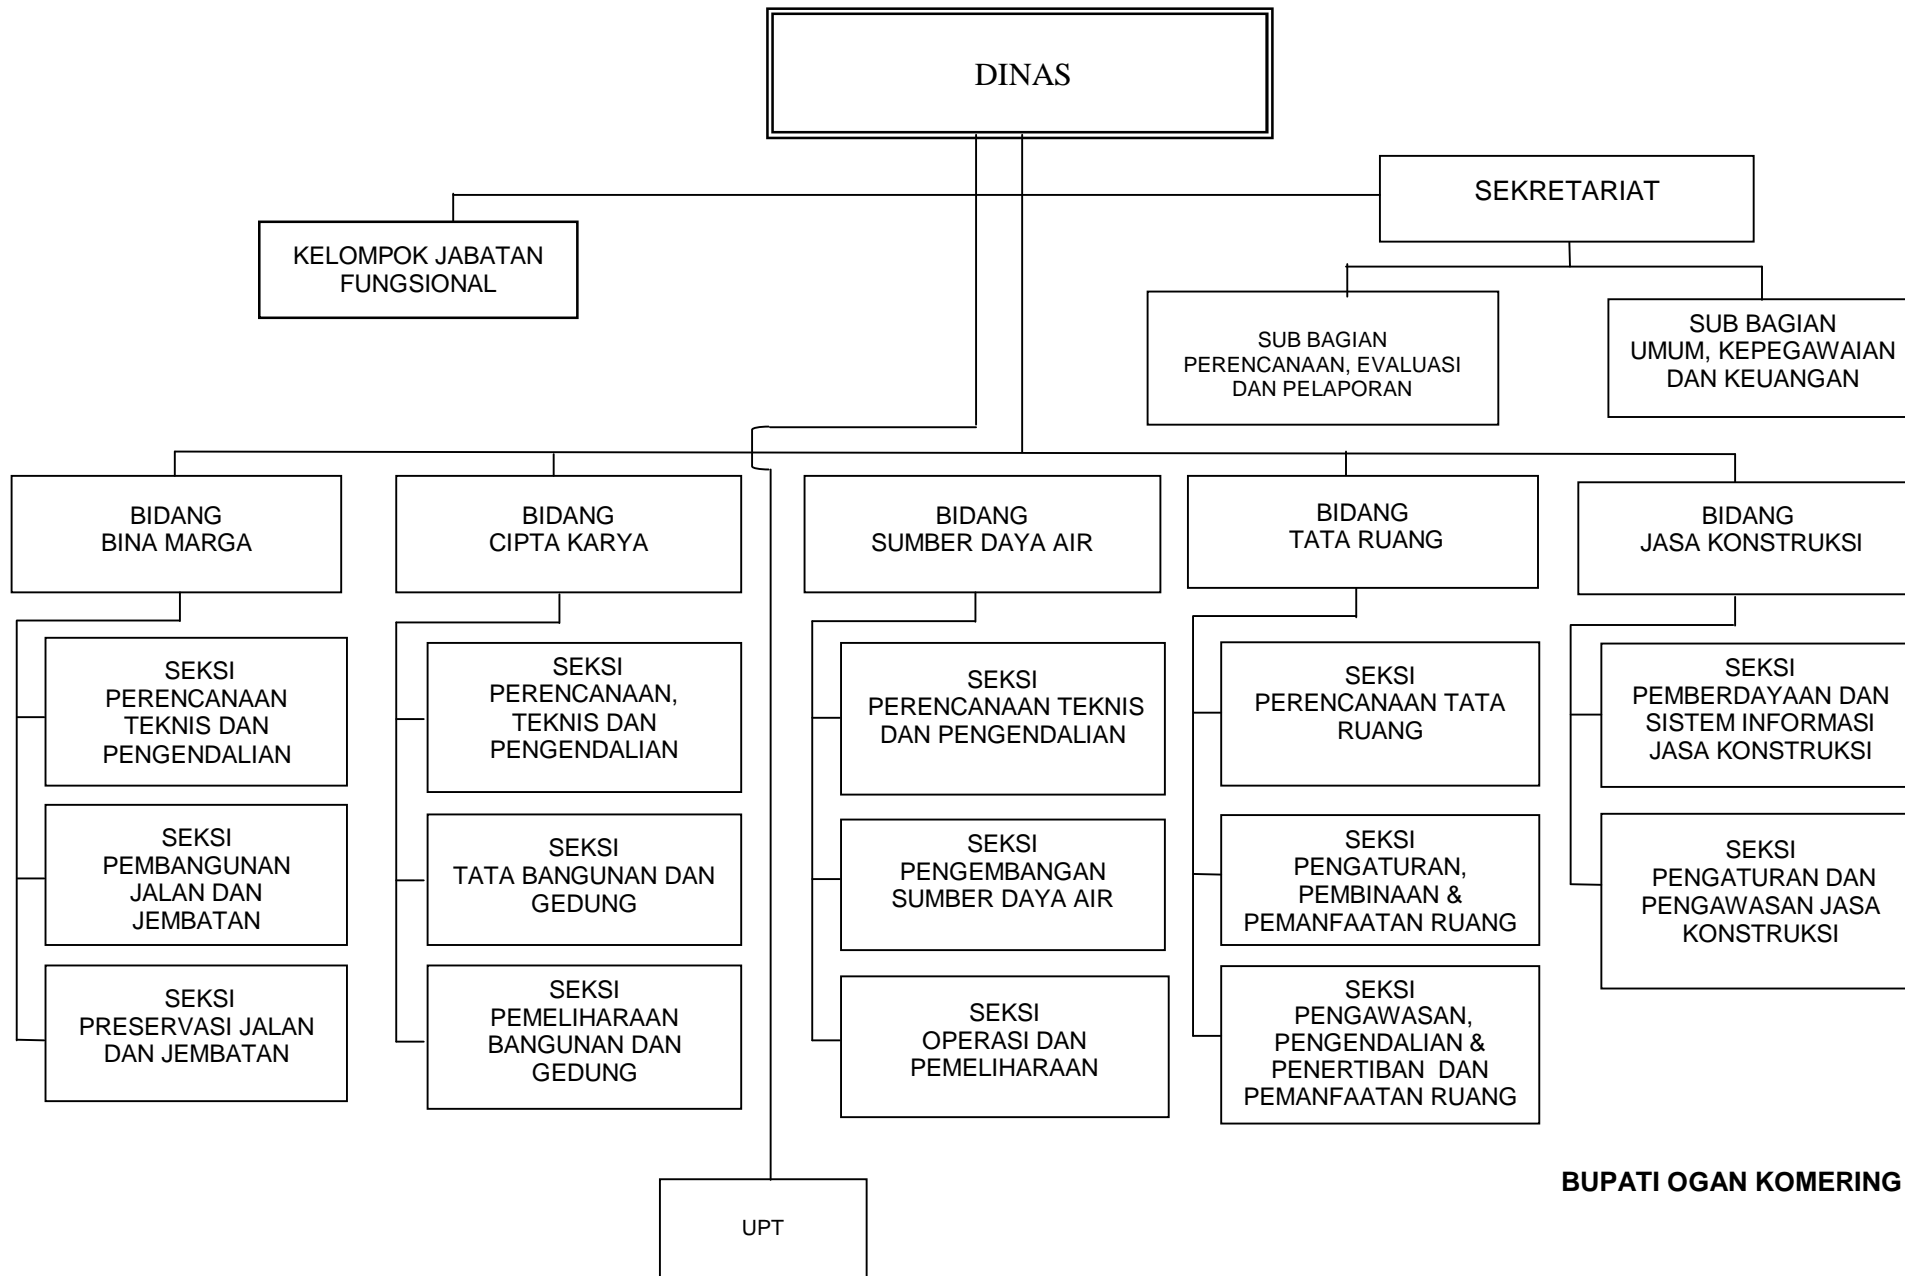 DINAS
SEKRETARIAT
KELOMPOK JABATAN
FUNGSIONAL
SUB BAGIAN
PERENCANAAN, EVALUASI
DAN PELAPORAN
SUB BAGIAN
UMUM, KEPEGAWAIAN
DAN KEUANGAN
BIDANG
BINA MARGA
BIDANG
CIPTA KARYA
BIDANG
SUMBER DAYA AIR
BIDANG
TATA RUANG
BIDANG
JASA KONSTRUKSI
SEKSI
PERENCANAAN
TEKNIS DAN
PENGENDALIAN
SEKSI
PEMBANGUNAN
JALAN DAN
JEMBATAN
SEKSI
PRESERVASI JALAN
DAN JEMBATAN
SEKSI
PERENCANAAN,
TEKNIS DAN
PENGENDALIAN
SEKSI
TATA BANGUNAN DAN
GEDUNG
SEKSI
PEMELIHARAAN
BANGUNAN DAN
GEDUNG
SEKSI
PERENCANAAN TEKNIS
DAN PENGENDALIAN
SEKSI
PENGEMBANGAN
SUMBER DAYA AIR
SEKSI
OPERASI DAN
PEMELIHARAAN
SEKSI
PERENCANAAN TATA
RUANG
SEKSI
PENGATURAN,
PEMBINAAN &
PEMANFAATAN RUANG
SEKSI
PENGAWASAN,
PENGENDALIAN &
PENERTIBAN  DAN
PEMANFAATAN RUANG
SEKSI
PEMBERDAYAAN DAN
SISTEM INFORMASI
JASA KONSTRUKSI
SEKSI
PENGATURAN DAN
PENGAWASAN JASA
KONSTRUKSI
UPT
BUPATI OGAN KOMERING